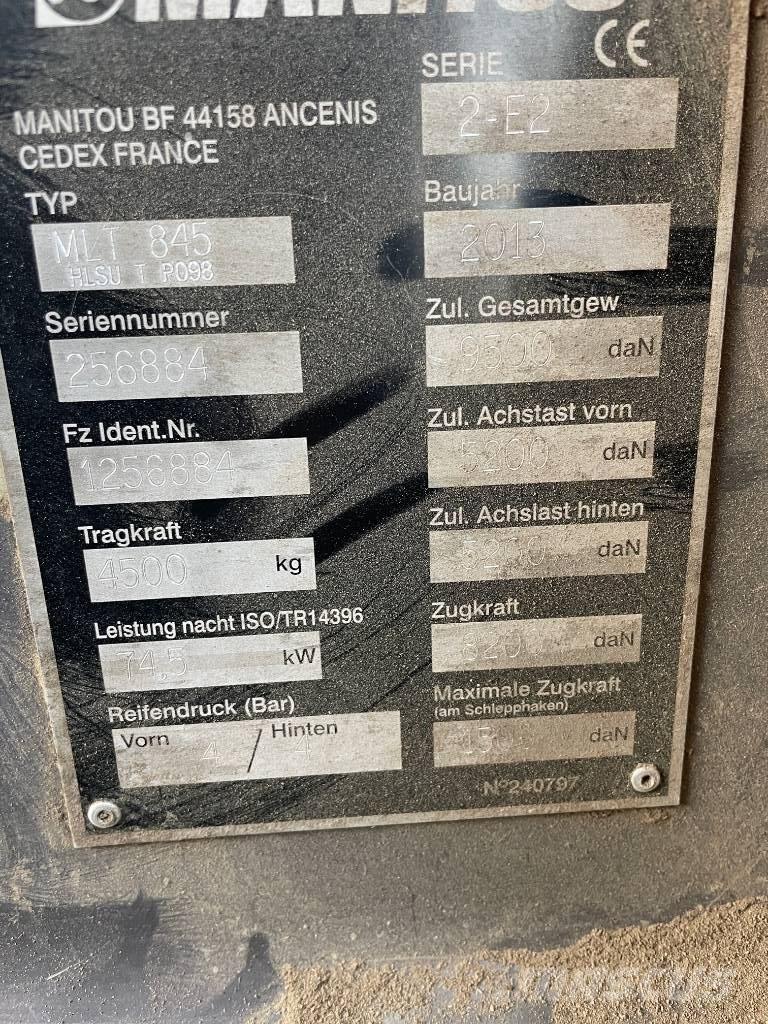 MANITOU
CE
MANITOU BF 44158 ANCENIS
CEDEX FRANCE
SERIE
2-E2
TYP
MLT 845
HLSU T P098
Baujahr
2013
Seriennummer
256884
Zul. Gesamtgew
9300 daN
Fz Ident.Nr.
1256884
Zul. Achstast vorn
5200 daN
Tragkraft
4500 kg
Zul. Achslast hinten
daN
Leistung nacht ISO/TR14396
74,5 kW
Zugkraft
daN
Reifendruck (Bar)
Vorn / Hinten
4 4
Maximale Zugkraft
(am Schlepphaken)
daN
N°240797
mascus